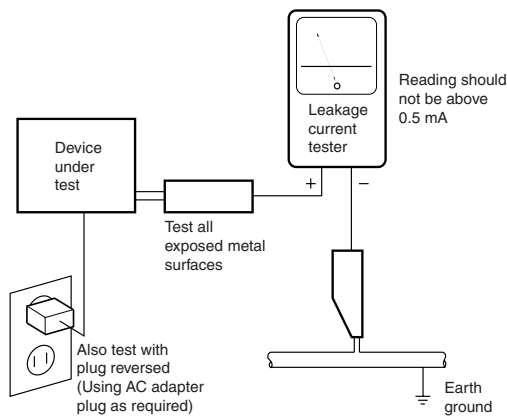 Leakage
current
tester
Reading should
not be above
0.5 mA
Device
under
test
+
−
Test all
exposed metal
surfaces
Also test with
plug reversed
(Using AC adapter
plug as required)
Earth
ground